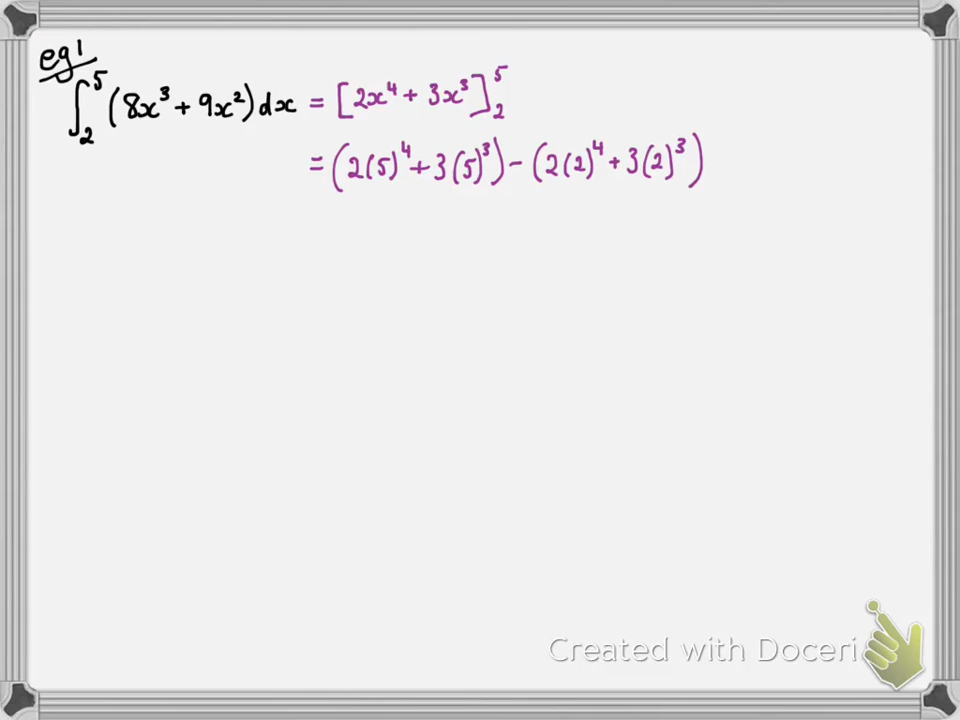 eg1
∫₂⁵ (8x³ + 9x²) dx = [2x⁴ + 3x³]₂⁵
= (2(5)⁴ + 3(5)³) - (2(2)⁴ + 3(2)³)
Created with Doceri